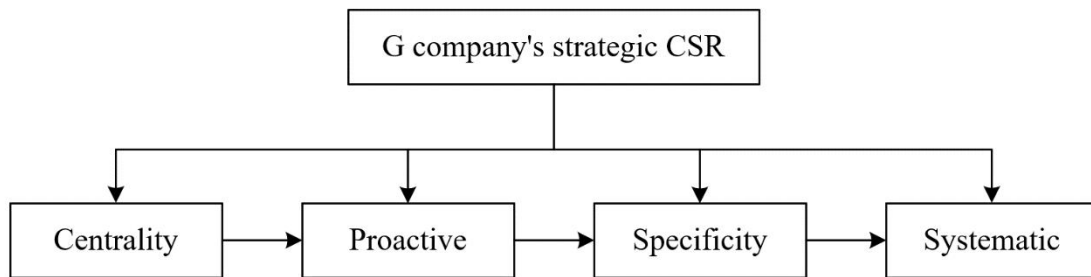 G company's strategic CSR
Centrality
Proactive
Specificity
Systematic